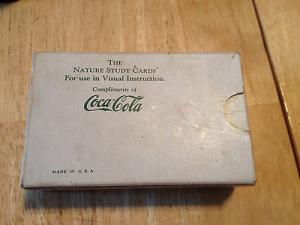 THE
NATURE STUDY CARDS
For use in Visual Instruction
Compliments of
Coca-Cola
MADE IN U.S.A.